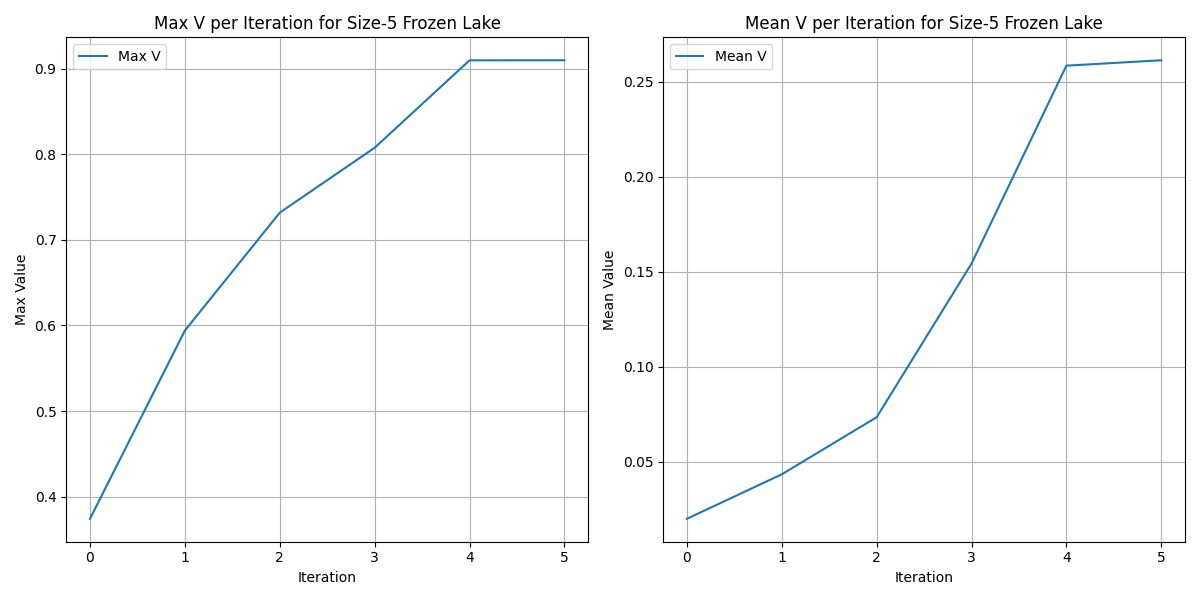 Max V per Iteration for Size-5 Frozen Lake
Max V
0.9
0.8
0.7
0.6
0.5
0.4
Max Value
0 1 2 3 4 5
Iteration
Mean V per Iteration for Size-5 Frozen Lake
Mean V
0.25
0.20
0.15
0.10
0.05
Mean Value
0 1 2 3 4 5
Iteration